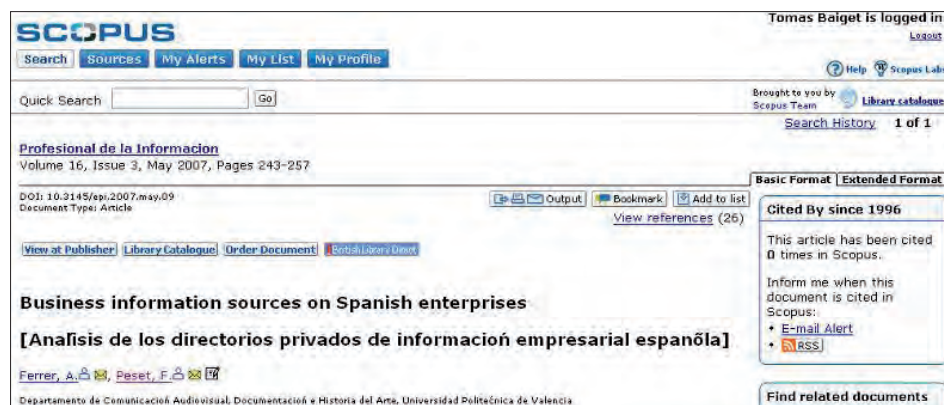 SCOPUS
Tomas Baiget is logged in
Logout
Search Sources My Alerts My List My Profile
Help Scopus Labs
Quick Search Go
Brought to you by
Scopus Team
Library catalogue
Search History 1 of 1
Profesional de la Informacion
Volume 16, Issue 3, May 2007, Pages 243-257
Basic Format Extended Format
DOI: 10.3145/epi.2007.may.09
Document Type: Article
Output Bookmark Add to list
View references (26)
View at Publisher Library Catalogue Order Document British Library Direct
Cited By since 1996
This article has been cited
0 times in Scopus.
Inform me when this
document is cited in
Scopus:
• E-mail Alert
• RSS
Business information sources on Spanish enterprises
[Analísis de los directorios privados de informacioń empresarial espanõla]
Ferrer, A., Peset, F.
Departamento de Comunicacioń Audiovisual, Documentacioń e Historia del Arte, Universidad Politećnica de Valencia
Find related documents